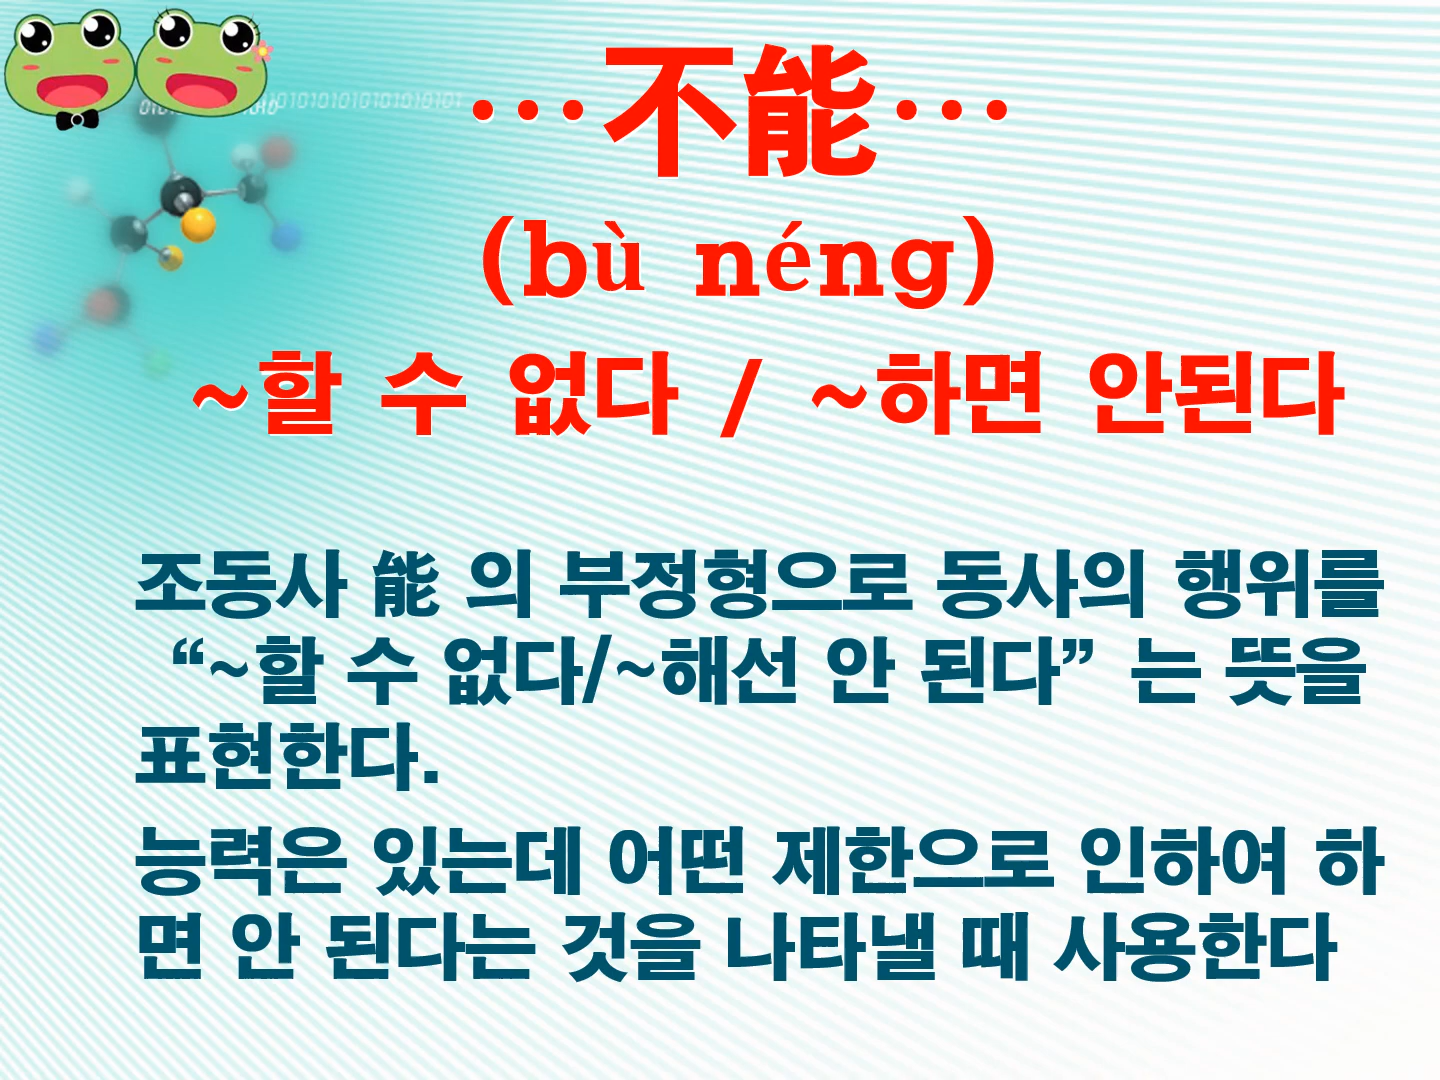 …不能…
(bù néng)
~할 수 없다 / ~하면 안된다
조동사 能 의 부정형으로 동사의 행위를
“~할 수 없다/~해선 안 된다” 는 뜻을
표현한다.
능력은 있는데 어떤 제한으로 인하여 하
면 안 된다는 것을 나타낼 때 사용한다